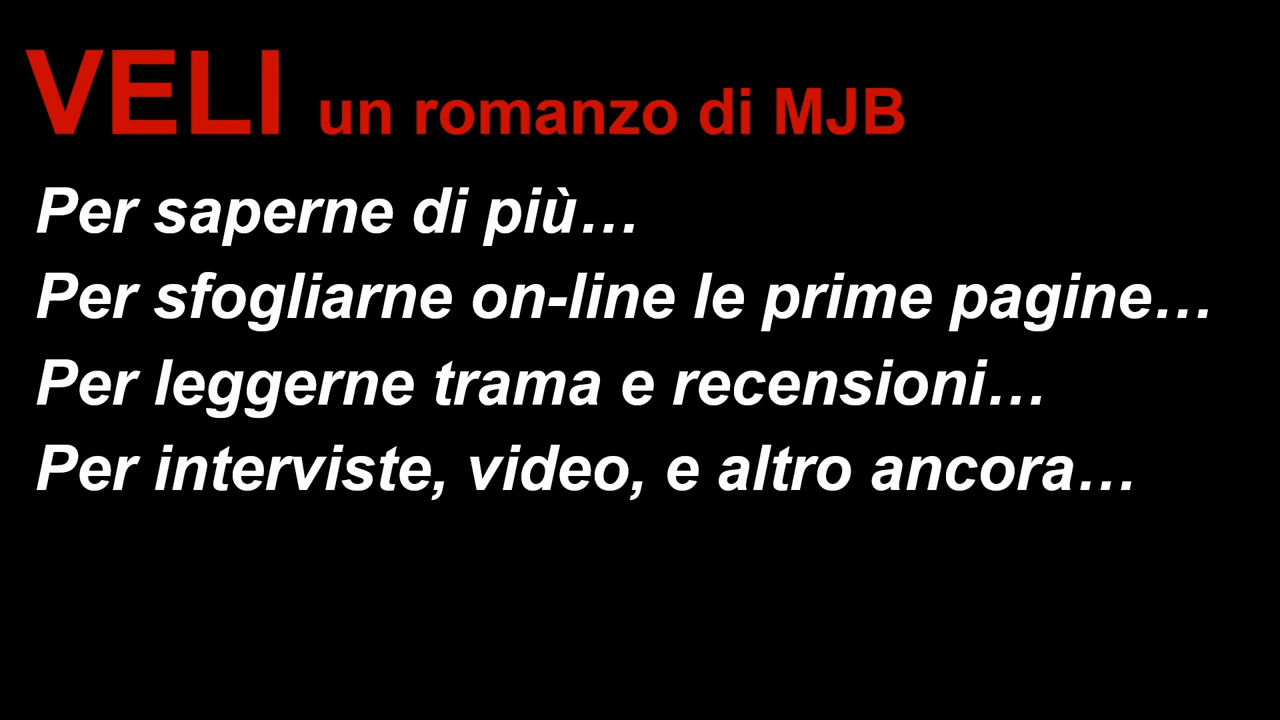 VELI un romanzo di MJB
Per saperne di più…
Per sfogliarne on-line le prime pagine…
Per leggerne trama e recensioni…
Per interviste, video, e altro ancora…